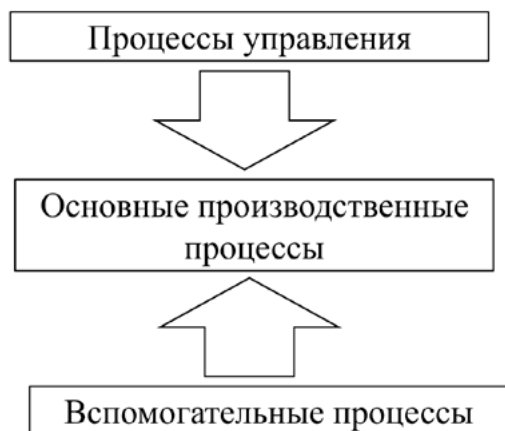 Процессы управления
Основные производственные
процессы
Вспомогательные процессы